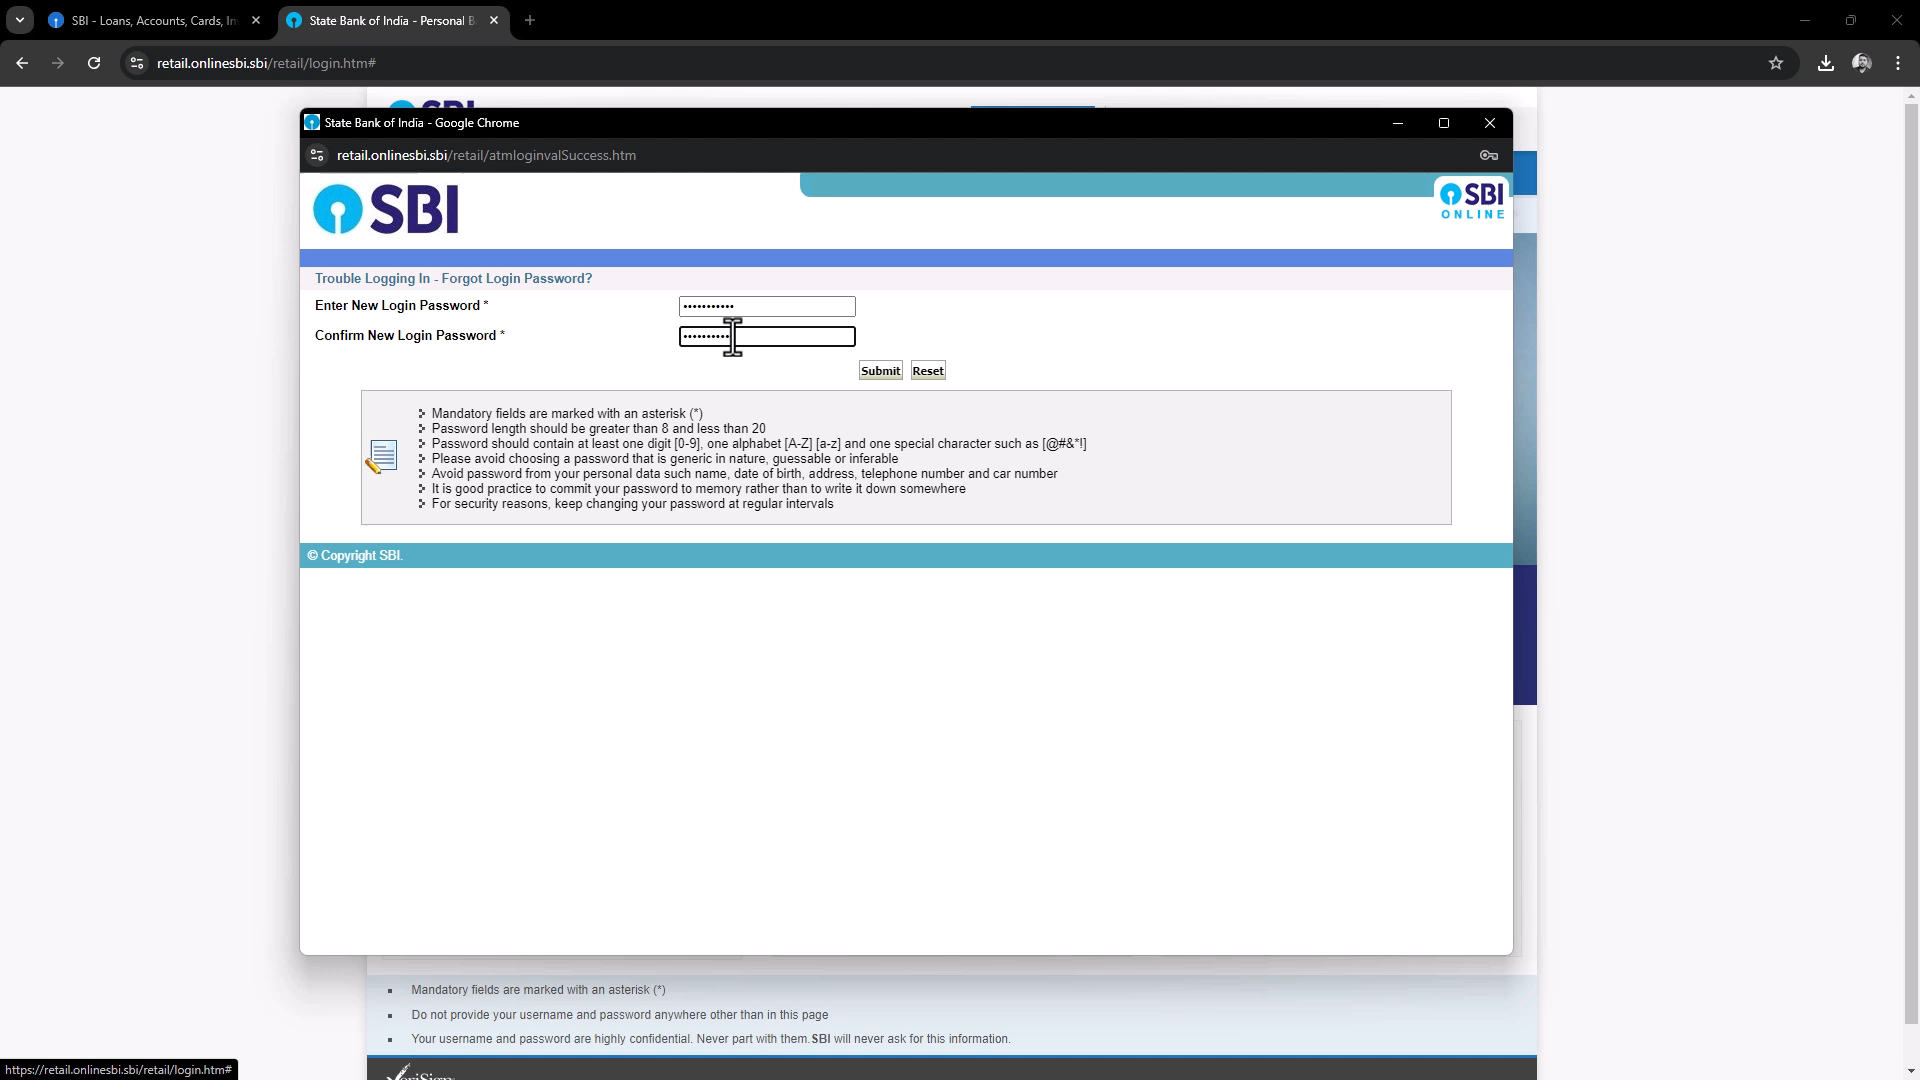 SBI - Loans, Accounts, Cards, In
State Bank of India - Personal B
retail.onlinesbi.sbi/retail/login.htm#
State Bank of India - Google Chrome
retail.onlinesbi.sbi/retail/atmloginvalSuccess.htm
SBI
SBI
ONLINE
Trouble Logging In - Forgot Login Password?
Enter New Login Password *
•••••••••••
Confirm New Login Password *
••••••••••
Submit Reset
Mandatory fields are marked with an asterisk (*)
Password length should be greater than 8 and less than 20
Password should contain at least one digit [0-9], one alphabet [A-Z] [a-z] and one special character such as [@#&*!]
Please avoid choosing a password that is generic in nature, guessable or inferable
Avoid password from your personal data such name, date of birth, address, telephone number and car number
It is good practice to commit your password to memory rather than to write it down somewhere
For security reasons, keep changing your password at regular intervals
© Copyright SBI.
Mandatory fields are marked with an asterisk (*)
Do not provide your username and password anywhere other than in this page
Your username and password are highly confidential. Never part with them. SBI will never ask for this information.
https://retail.onlinesbi.sbi/retail/login.htm#